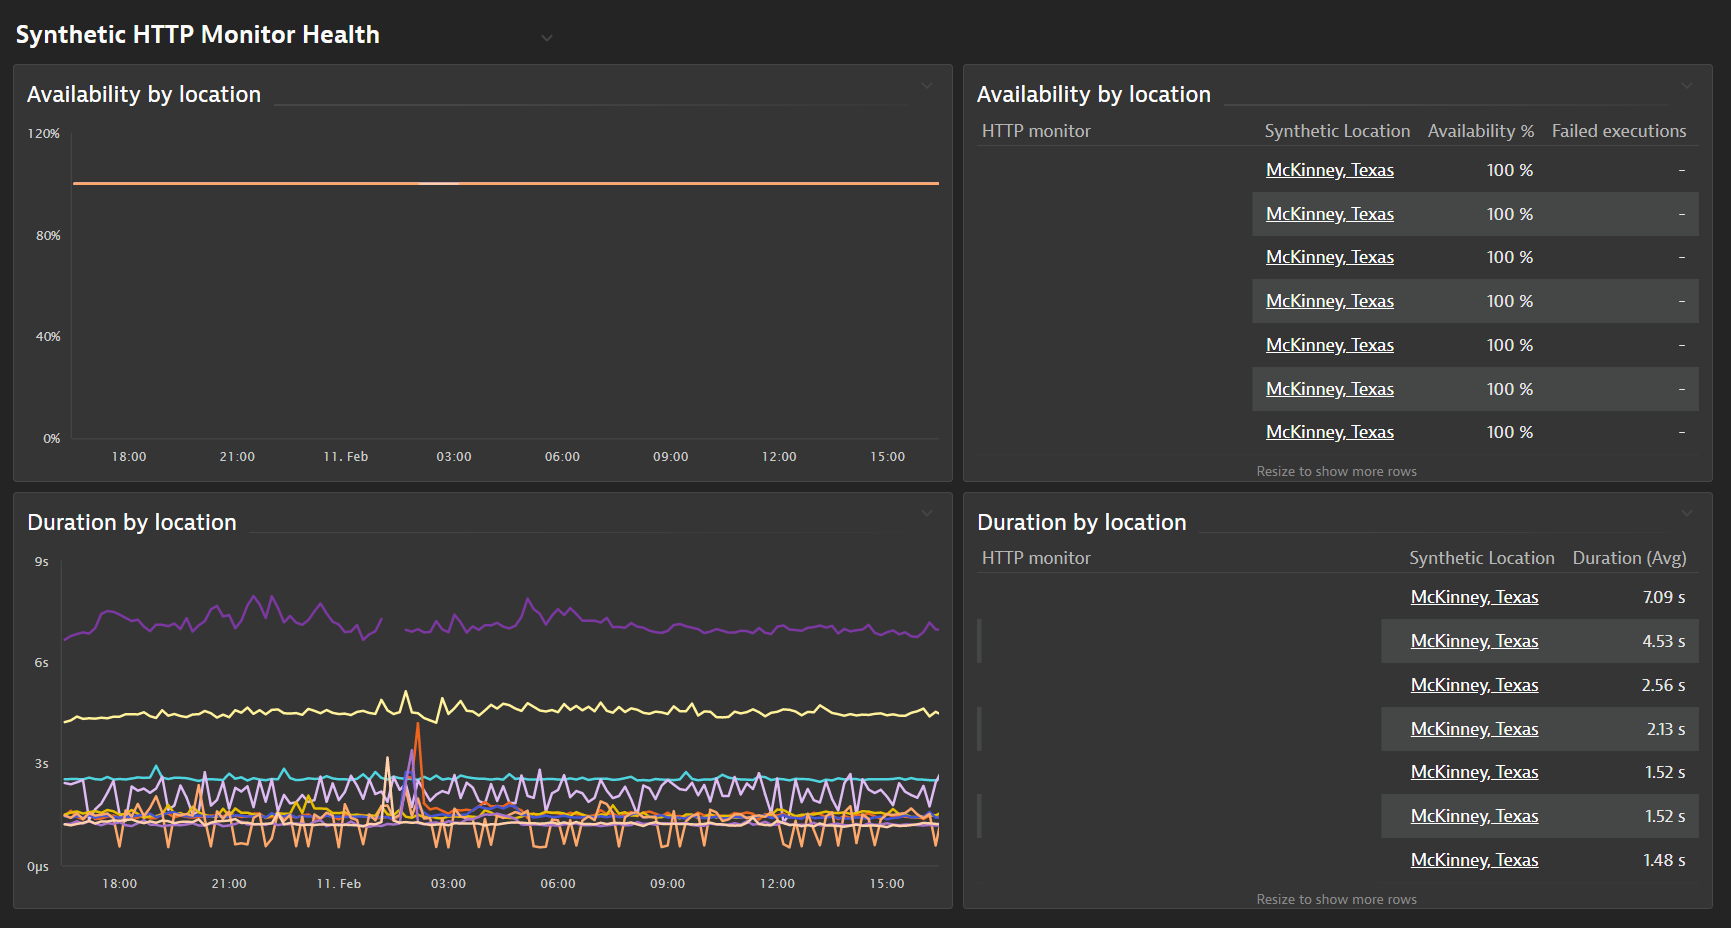 Synthetic HTTP Monitor Health
Availability by location
120%
80%
40%
0%
18:00 21:00 11. Feb 03:00 06:00 09:00 12:00 15:00
Availability by location
HTTP monitor Synthetic Location Availability % Failed executions
McKinney, Texas 100 % -
McKinney, Texas 100 % -
McKinney, Texas 100 % -
McKinney, Texas 100 % -
McKinney, Texas 100 % -
McKinney, Texas 100 % -
McKinney, Texas 100 % -
Resize to show more rows
Duration by location
9s
6s
3s
0µs
18:00 21:00 11. Feb 03:00 06:00 09:00 12:00 15:00
Duration by location
HTTP monitor Synthetic Location Duration (Avg)
McKinney, Texas 7.09 s
McKinney, Texas 4.53 s
McKinney, Texas 2.56 s
McKinney, Texas 2.13 s
McKinney, Texas 1.52 s
McKinney, Texas 1.52 s
McKinney, Texas 1.48 s
Resize to show more rows